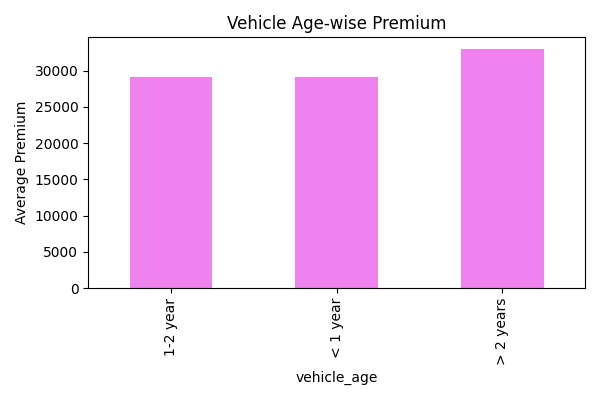 Vehicle Age-wise Premium
Average Premium
30000
25000
20000
15000
10000
5000
0
1-2 year
< 1 year
> 2 years
vehicle_age